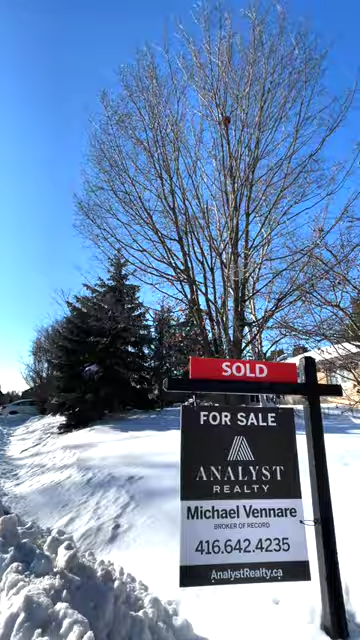 SOLD
FOR SALE
ANALYST
REALTY
Michael Vennare
BROKER OF RECORD
416.642.4235
AnalystRealty.ca